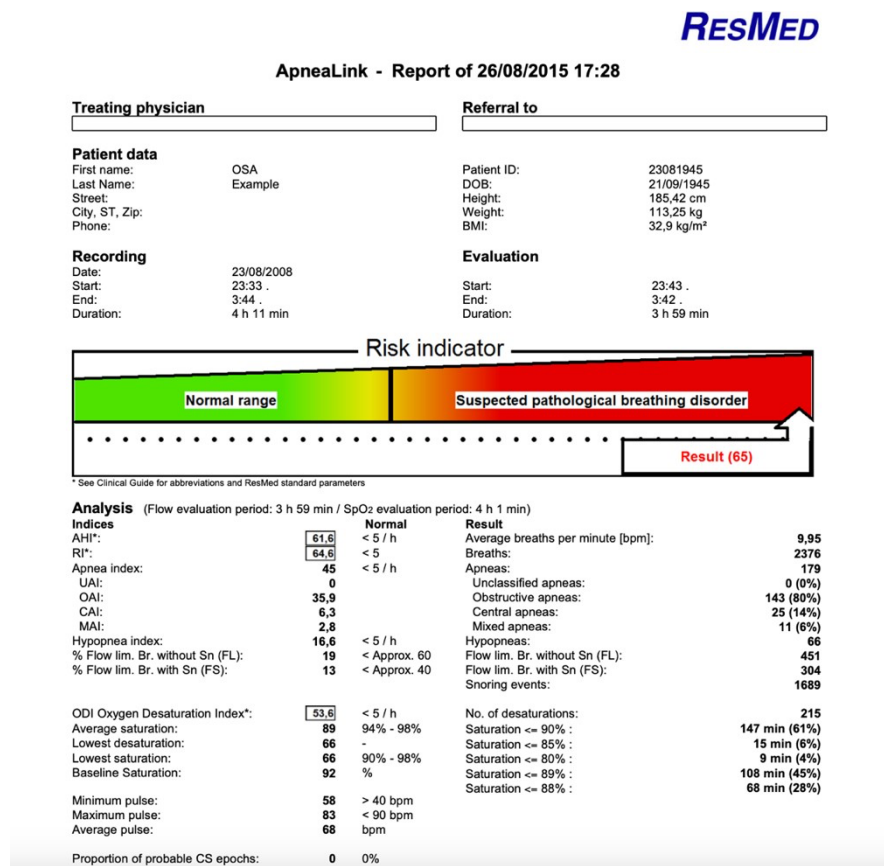 RESMED
ApneaLink - Report of 26/08/2015 17:28
Treating physician Referral to
Patient data
First name: OSA Patient ID: 23081945
Last Name: Example DOB: 21/09/1945
Street: Height: 185,42 cm
City, ST, Zip: Weight: 113,25 kg
Phone: BMI: 32,9 kg/m²
Recording Evaluation
Date: 23/08/2008
Start: 23:33 . Start: 23:43 .
End: 3:44 . End: 3:42 .
Duration: 4 h 11 min Duration: 3 h 59 min
Risk indicator
Normal range Suspected pathological breathing disorder
Result (65)
* See Clinical Guide for abbreviations and ResMed standard parameters
Analysis (Flow evaluation period: 3 h 59 min / SpO2 evaluation period: 4 h 1 min)
Indices Normal Result
AHI*: 61,6 < 5 / h Average breaths per minute [bpm]: 9,95
RI*: 64,6 < 5 Breaths: 2376
Apnea index: 45 < 5 / h Apneas: 179
UAI: 0 Unclassified apneas: 0 (0%)
OAI: 35,9 Obstructive apneas: 143 (80%)
CAI: 6,3 Central apneas: 25 (14%)
MAI: 2,8 Mixed apneas: 11 (6%)
Hypopnea index: 16,6 < 5 / h Hypopneas: 66
% Flow lim. Br. without Sn (FL): 19 < Approx. 60 Flow lim. Br. without Sn (FL): 451
% Flow lim. Br. with Sn (FS): 13 < Approx. 40 Flow lim. Br. with Sn (FS): 304
Snoring events: 1689
ODI Oxygen Desaturation Index*: 53,6 < 5 / h No. of desaturations: 215
Average saturation: 89 94% - 98% Saturation <= 90% : 147 min (61%)
Lowest desaturation: 66 - Saturation <= 85% : 15 min (6%)
Lowest saturation: 66 90% - 98% Saturation <= 80% : 9 min (4%)
Baseline Saturation: 92 % Saturation <= 89% : 108 min (45%)
Saturation <= 88% : 68 min (28%)
Minimum pulse: 58 > 40 bpm
Maximum pulse: 83 < 90 bpm
Average pulse: 68 bpm
Proportion of probable CS epochs: 0 0%